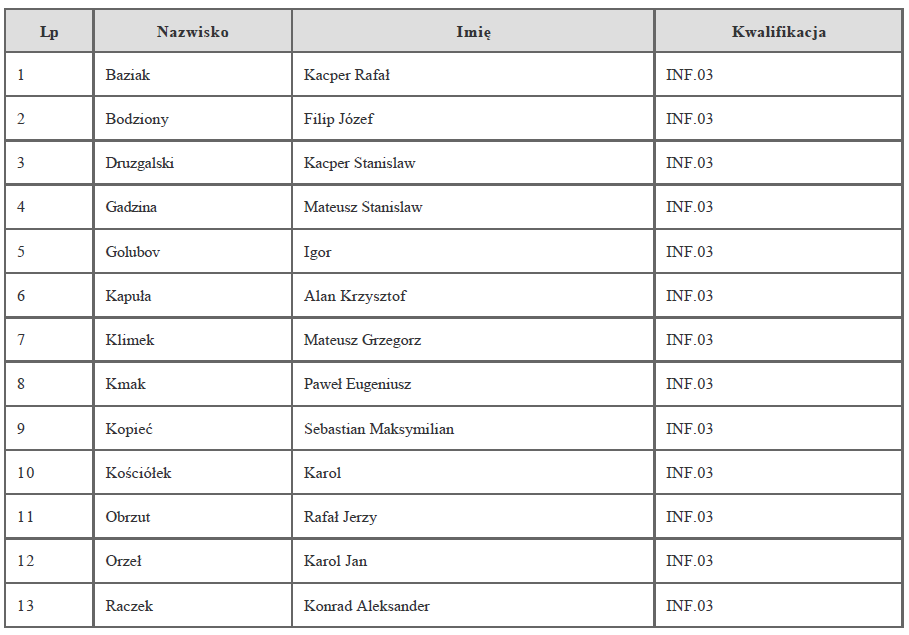 Lp Nazwisko Imię Kwalifikacja
1 Baziak Kacper Rafał INF.03
2 Bodziony Filip Józef INF.03
3 Druzgalski Kacper Stanislaw INF.03
4 Gadzina Mateusz Stanislaw INF.03
5 Golubov Igor INF.03
6 Kapuła Alan Krzysztof INF.03
7 Klimek Mateusz Grzegorz INF.03
8 Kmak Paweł Eugeniusz INF.03
9 Kopieć Sebastian Maksymilian INF.03
10 Kościółek Karol INF.03
11 Obrzut Rafał Jerzy INF.03
12 Orzeł Karol Jan INF.03
13 Raczek Konrad Aleksander INF.03